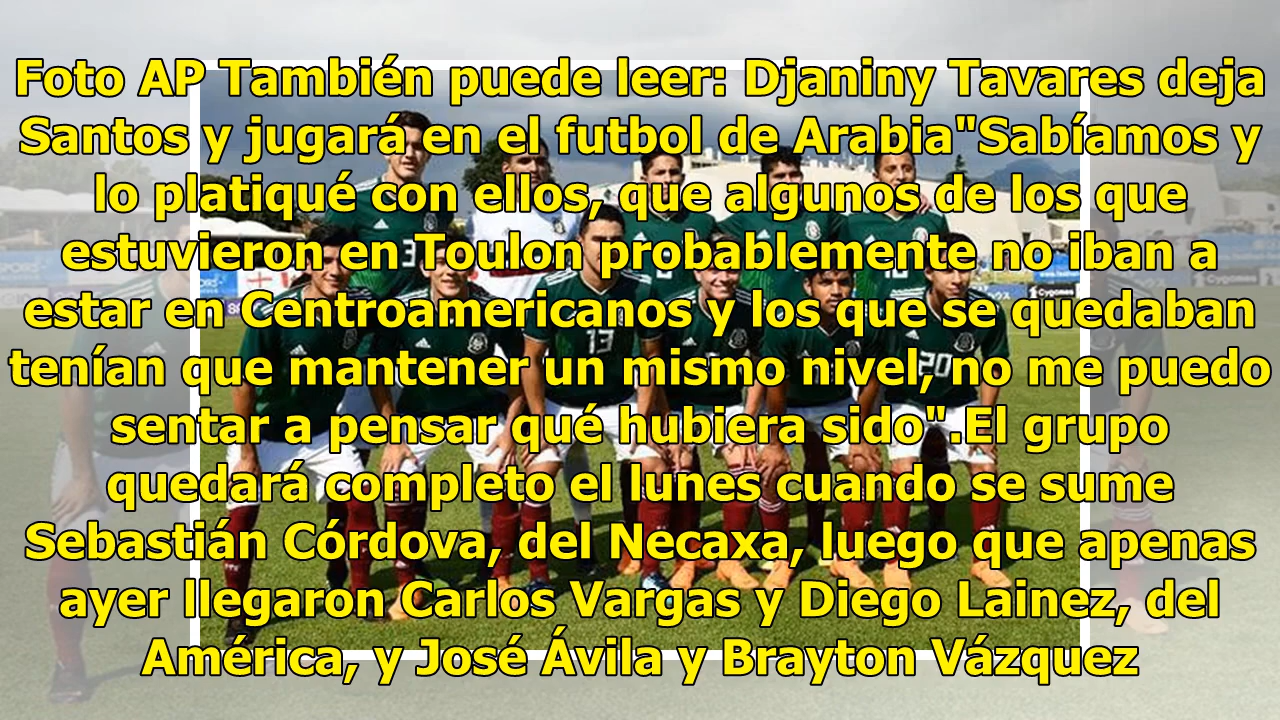 Foto AP También puede leer: Djaniny Tavares deja
Santos y jugará en el futbol de Arabia"Sabíamos y
lo platiqué con ellos, que algunos de los que
estuvieron en Toulon probablemente no iban a
estar en Centroamericanos y los que se quedaban
tenían que mantener un mismo nivel, no me puedo
sentar a pensar qué hubiera sido".El grupo
quedará completo el lunes cuando se sume
Sebastián Córdova, del Necaxa, luego que apenas
ayer llegaron Carlos Vargas y Diego Lainez, del
América, y José Ávila y Brayton Vázquez
3
13
20
Cygames